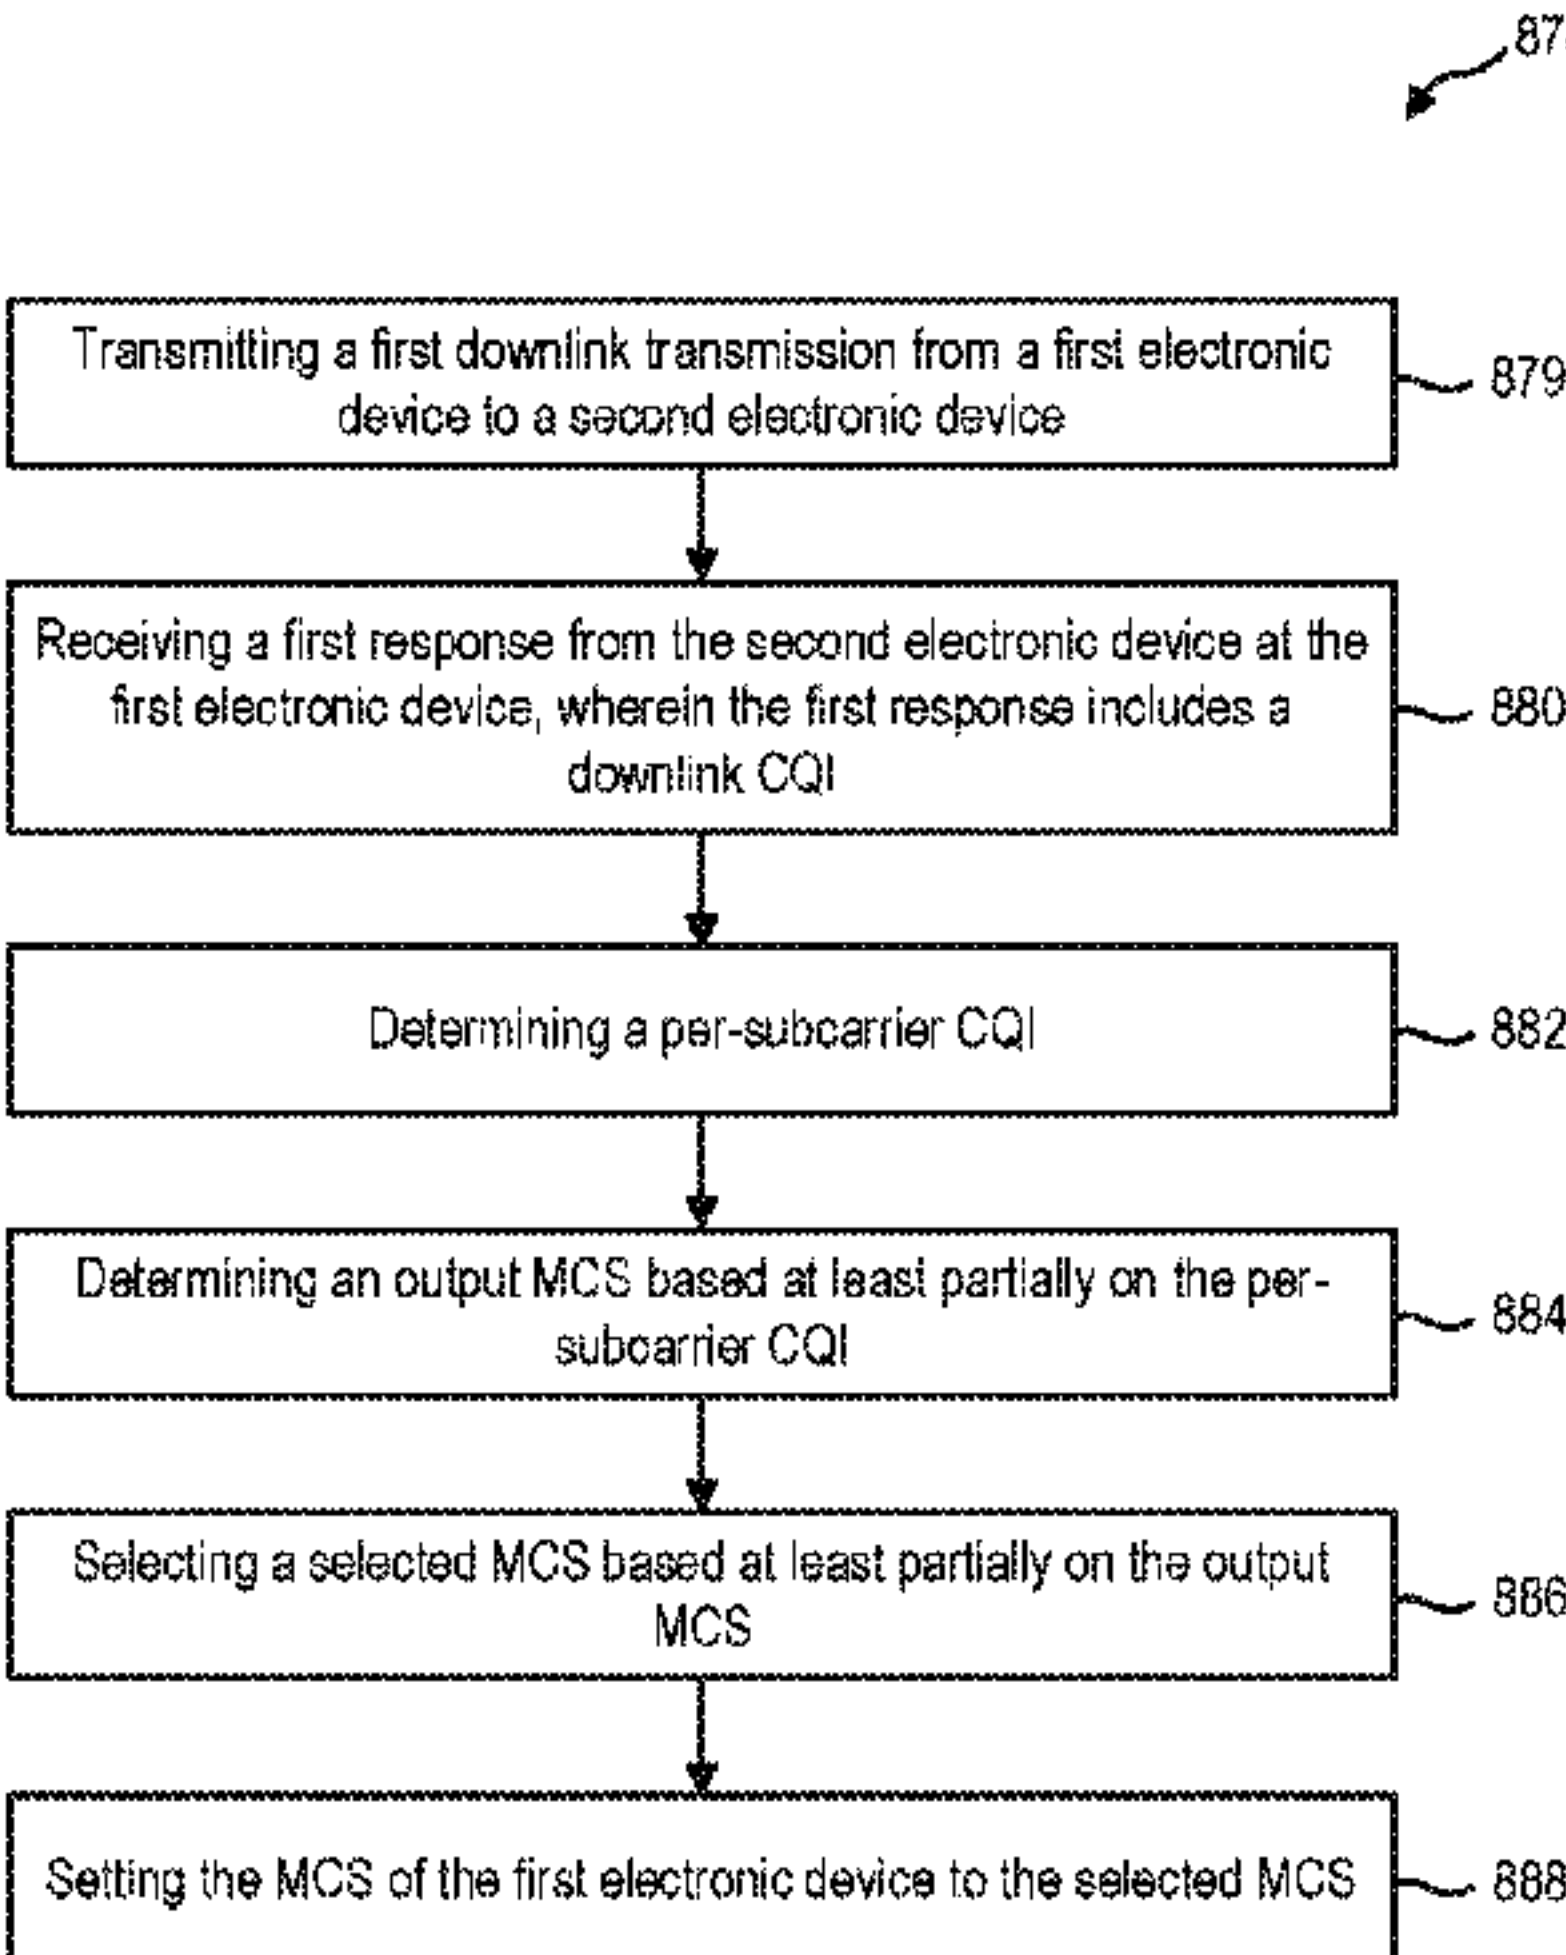 Transmitting a first downlink transmission from a first electronic
device to a second electronic device
879
Receiving a first response from the second electronic device at the
first electronic device, wherein the first response includes a
downlink CQI
880
Determining a per-subcarrier CQI
882
Determining an output MCS based at least partially on the per-
subcarrier CQI
884
Selecting a selected MCS based at least partially on the output
MCS
886
Setting the MCS of the first electronic device to the selected MCS
888